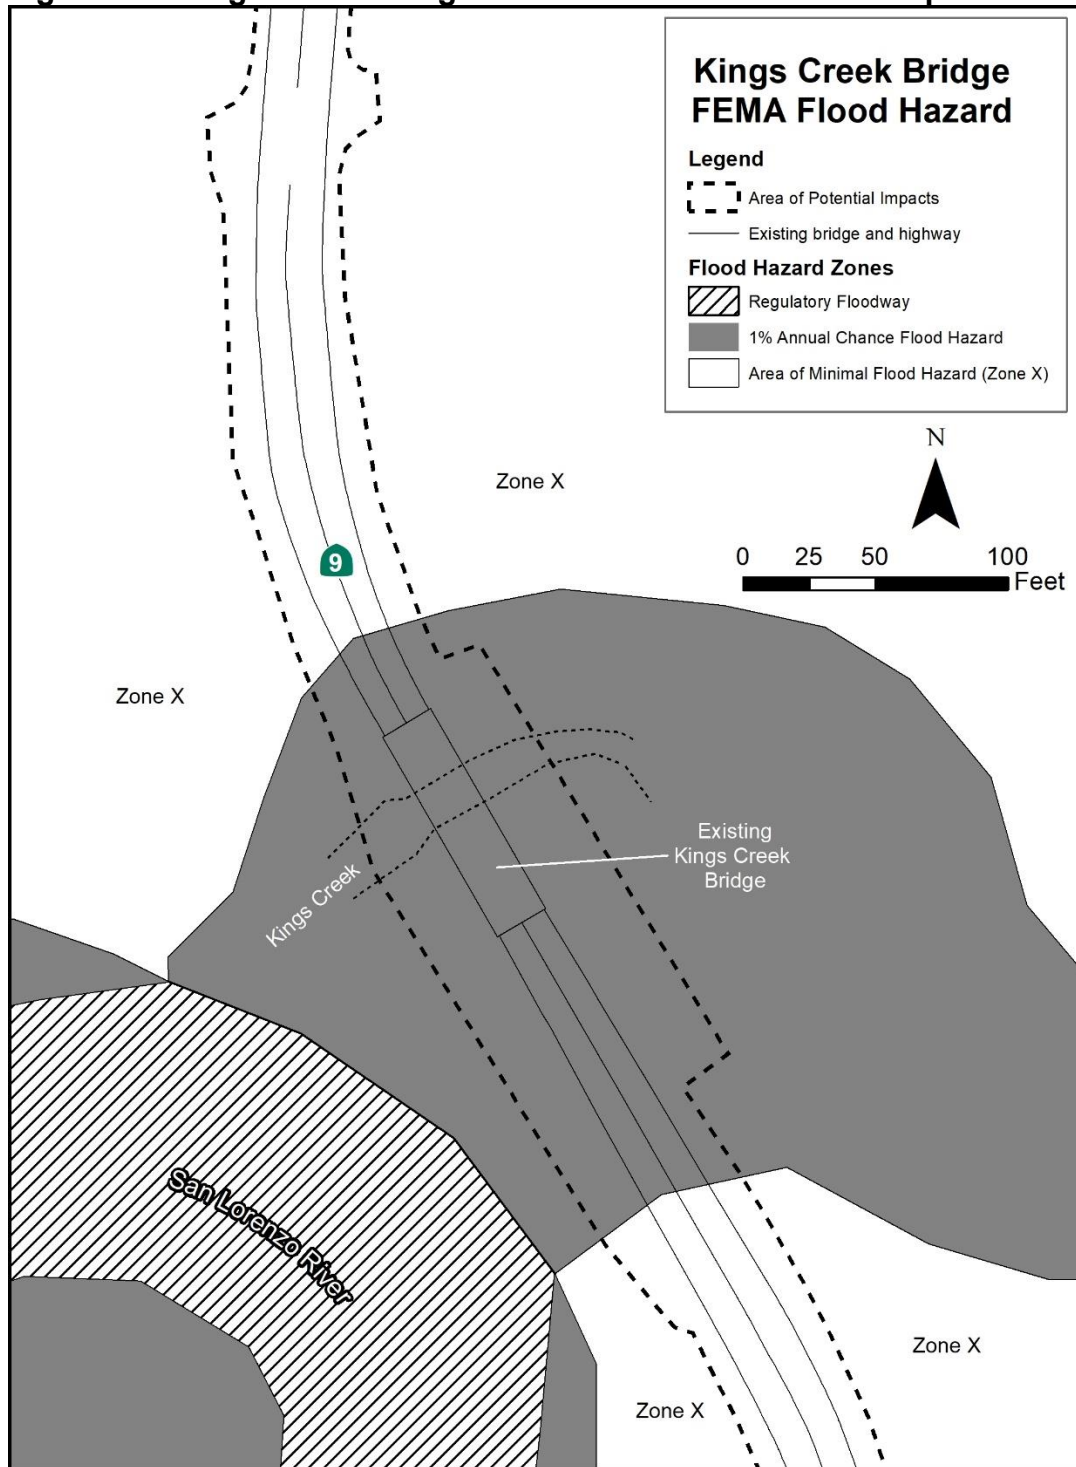 Kings Creek Bridge
FEMA Flood Hazard
Legend
Area of Potential Impacts
Existing bridge and highway
Flood Hazard Zones
Regulatory Floodway
1% Annual Chance Flood Hazard
Area of Minimal Flood Hazard (Zone X)
N
0 25 50 100
Feet
Zone X
9
Zone X
Existing
Kings Creek
Bridge
Kings Creek
San Lorenzo River
Zone X
Zone X